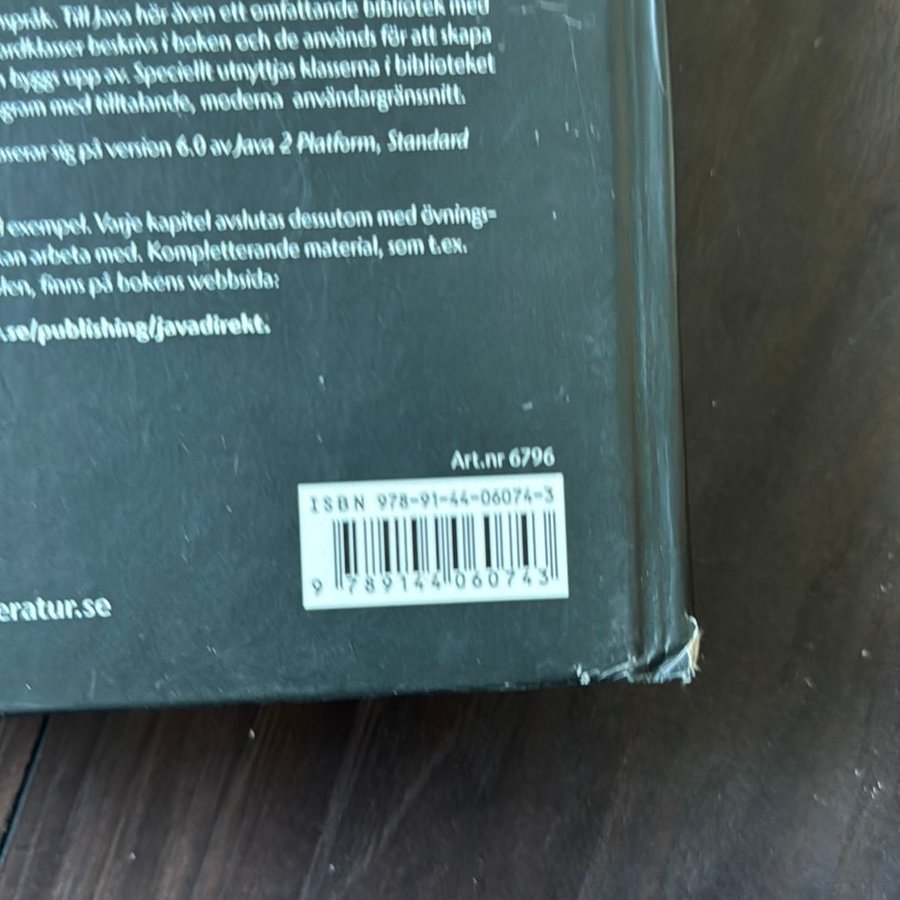 språk. Till Java hör även ett omfattande bibliotek med
ardklasser beskrivs i boken och de används för att skapa
byggs upp av. Speciellt utnyttjas klasserna i biblioteket
gram med tilltalande, moderna användargränssnitt.
serar sig på version 6.0 av Java 2 Platform, Standard
exempel. Varje kapitel avslutas dessutom med övnings-
kan arbeta med. Kompletterande material, som t.ex.
len, finns på bokens webbsida:
.se/publishing/javadirekt.
Art.nr 6796
ISBN 978-91-44-06074-3
9 789144 060743
eratur.se